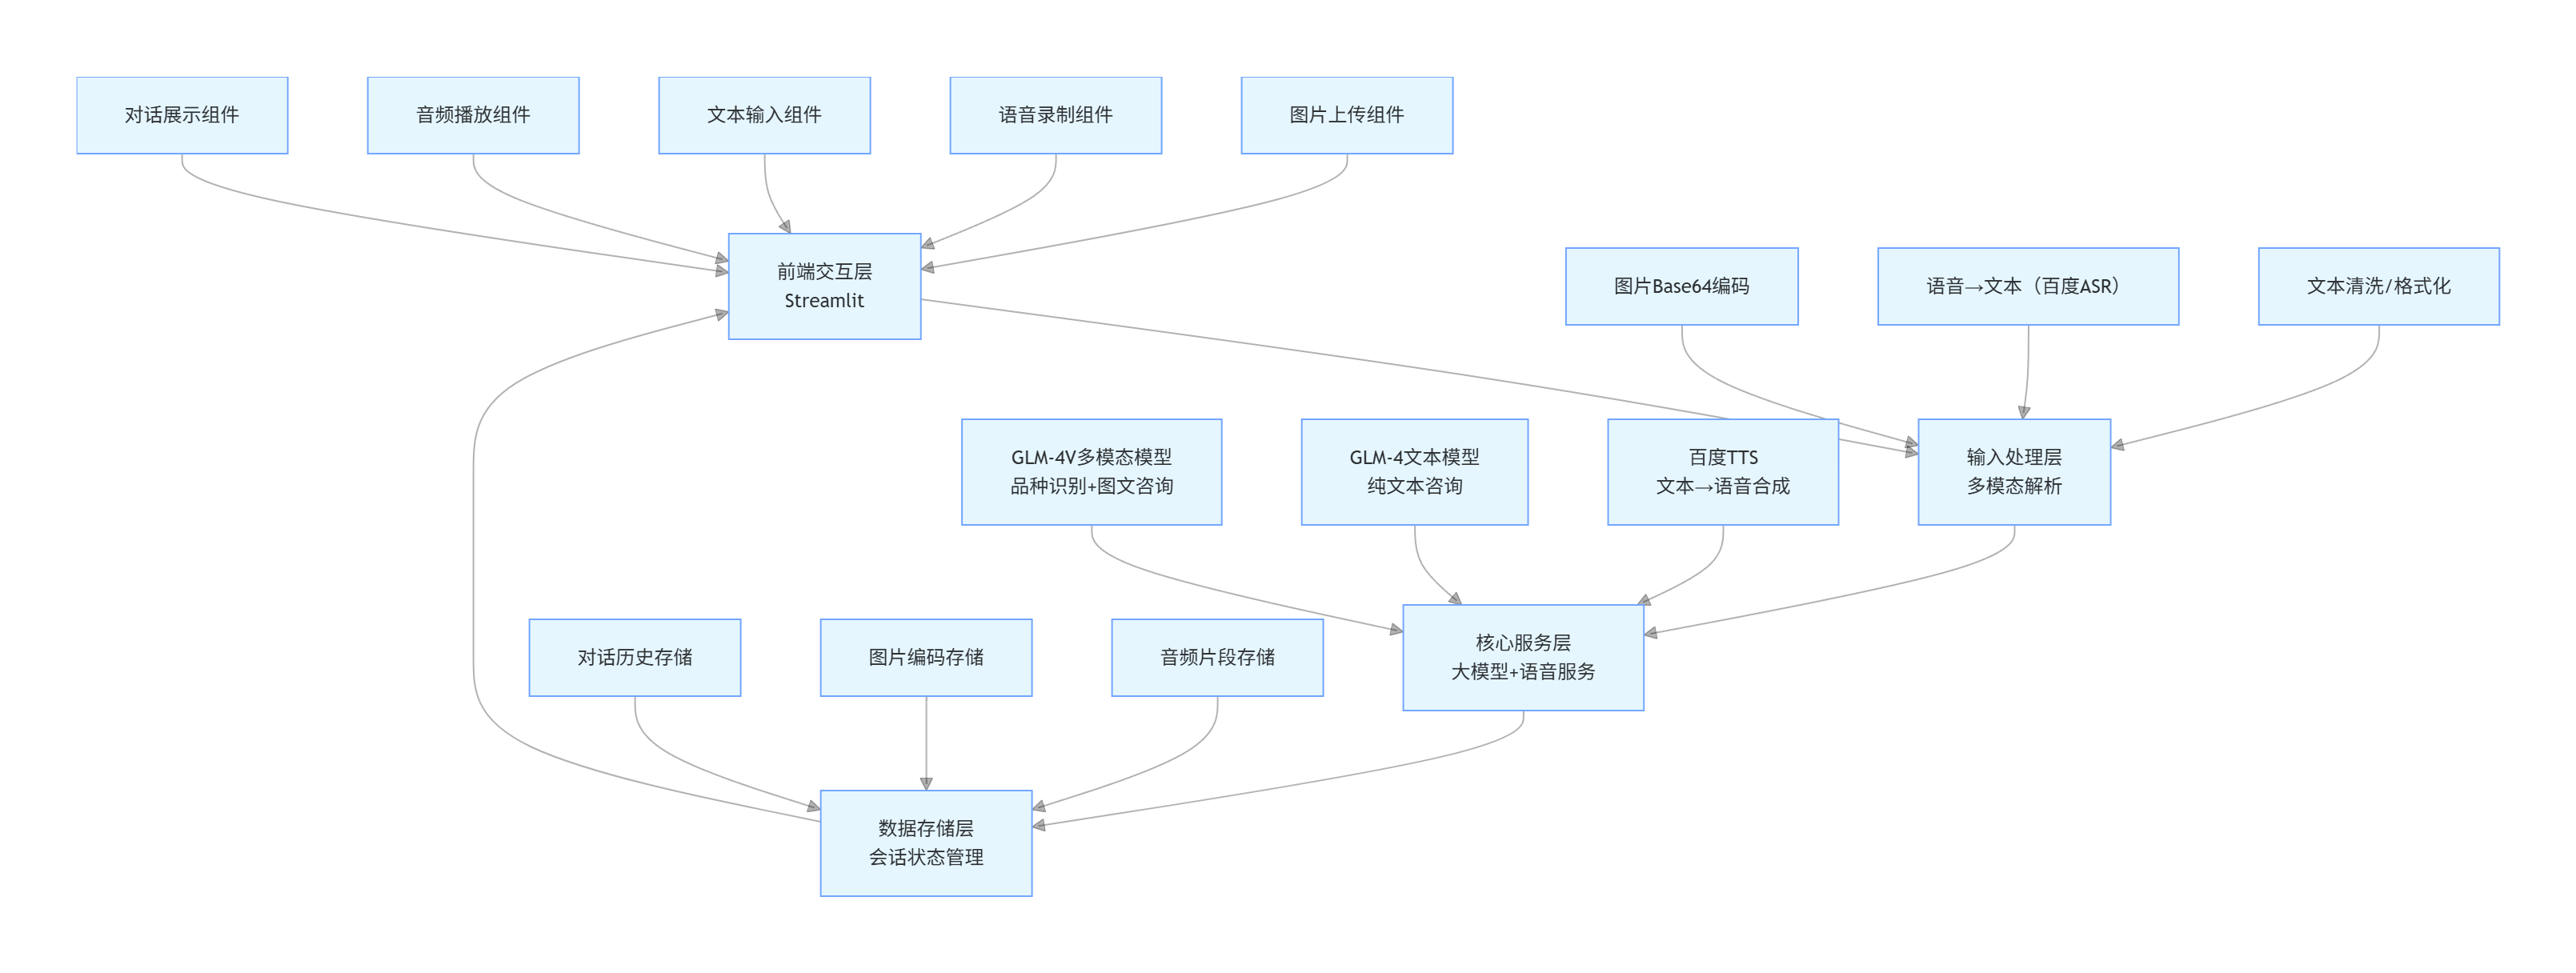 对话展示组件
音频播放组件
文本输入组件
语音录制组件
图片上传组件
前端交互层
Streamlit
图片Base64编码
语音→文本（百度ASR）
文本清洗/格式化
GLM-4V多模态模型
品种识别+图文咨询
GLM-4文本模型
纯文本咨询
百度TTS
文本→语音合成
输入处理层
多模态解析
对话历史存储
图片编码存储
音频片段存储
核心服务层
大模型+语音服务
数据存储层
会话状态管理